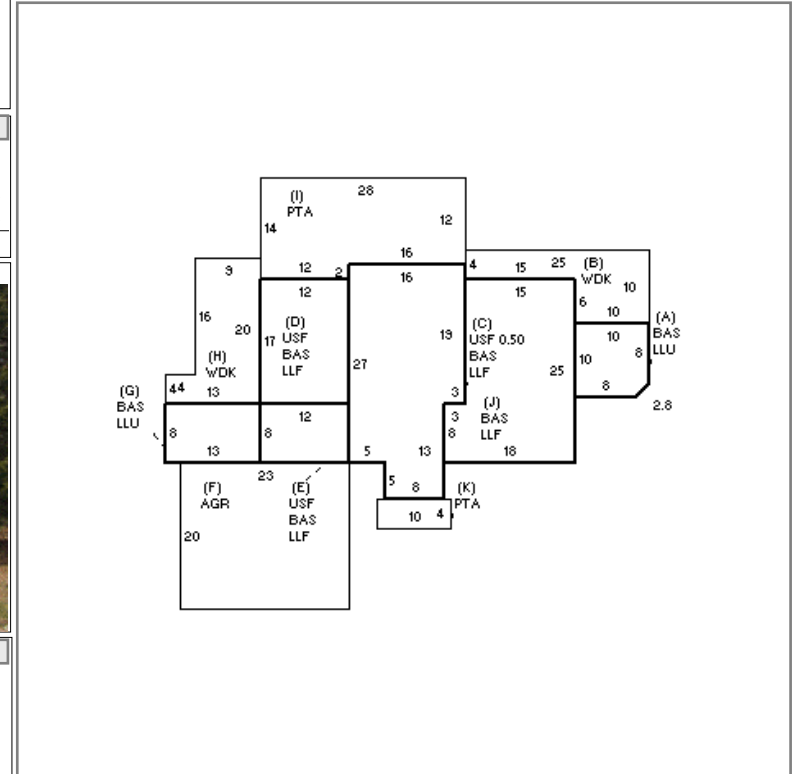 28
(I)
PTA
12
14
16
12
2
16
12
4
15
25
(B)
WDK
10
15
6
10
9
16
20
(H)
WDK
17
(D)
USF
BAS
LLF
27
19
(C)
USF 0.50
BAS
LLF
25
10
10
8
(A)
BAS
LLU
8
2.8
44
13
(G)
BAS
LLU
8
13
12
8
3
3
8
(J)
BAS
LLF
5
13
18
23
(F)
AGR
(E)
USF
BAS
LLF
20
5
8
(K)
PTA
10
4